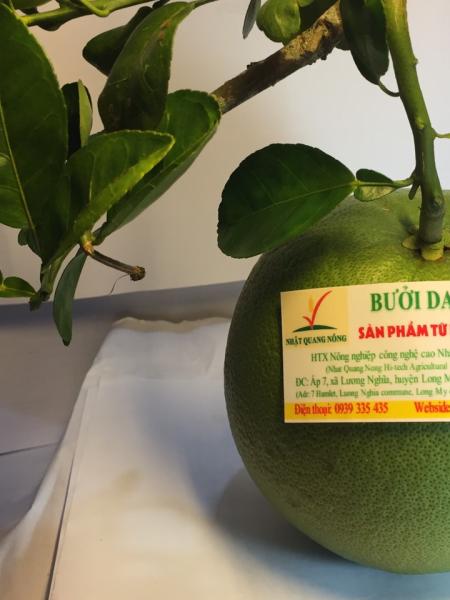 BƯỞI DA
SẢN PHẨM TỪ
NHẬT QUANG NÔNG
HTX Nông nghiệp công nghệ cao Nh
(Nhat Quang Nong Hi-tech Agricultural
ĐC: Ấp 7, xã Lương Nghĩa, huyện Long M
(Adr: 7 Hamlet, Luong Nghia commune, Long My
Điện thoại: 0939 335 435 Webside